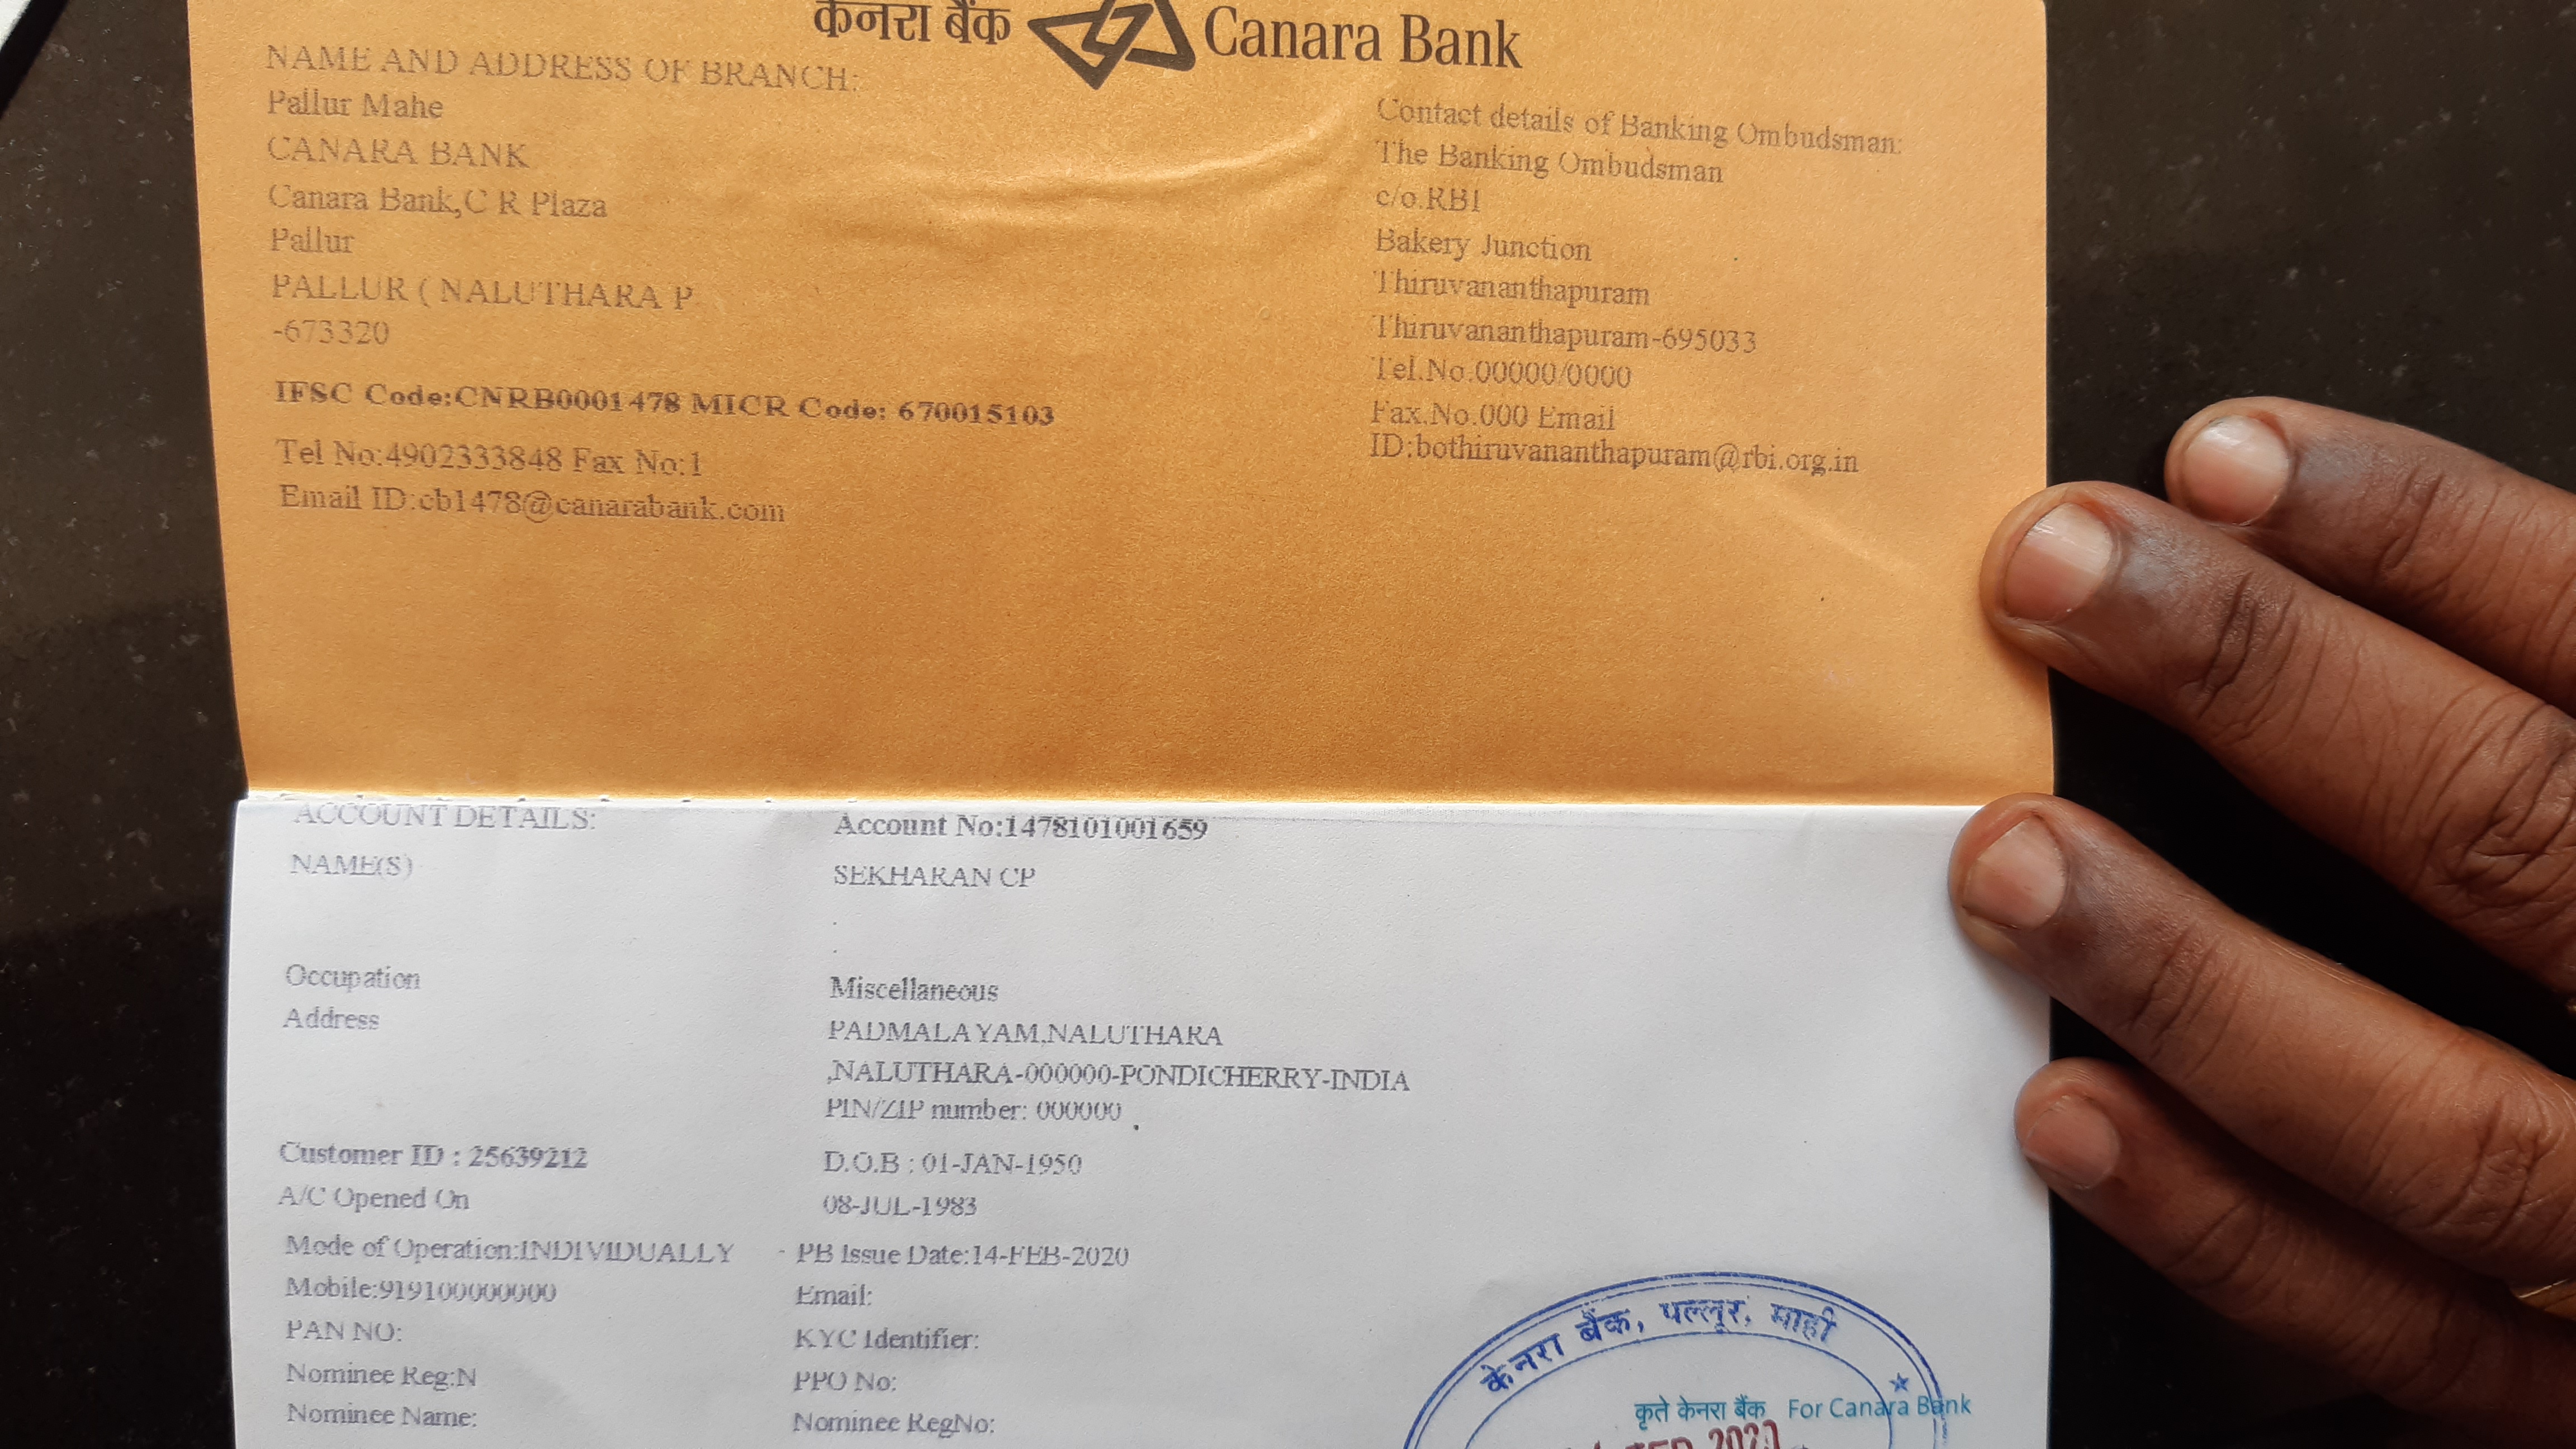 केनरा बैंक Canara Bank
NAME AND ADDRESS OF BRANCH:
Pallur Mahe
CANARA BANK
Canara Bank,C R Plaza
Pallur
PALLUR ( NALUTHARA P
-673320
IFSC Code:CNRB0001478 MICR Code: 670015103
Tel No:4902333848 Fax No:1
Email ID:cb1478@canarabank.com
Contact details of Banking Ombudsman:
The Banking Ombudsman
c/o.RBI
Bakery Junction
Thiruvananthapuram
Thiruvananthapuram-695033
Tel.No.00000/0000
Fax.No.000 Email
ID:bothiruvananthapuram@rbi.org.in
ACCOUNT DETAILS: Account No:1478101001659
NAME(S) SEKHARAN CP
.
.
Occupation Miscellaneous
Address PADMALAYAM,NALUTHARA
,NALUTHARA-000000-PONDICHERRY-INDIA
PIN/ZIP number: 000000
Customer ID : 25639212 D.O.B : 01-JAN-1950
A/C Opened On 08-JUL-1983
Mode of Operation:INDIVIDUALLY PB Issue Date:14-FEB-2020
Mobile:919100000000 Email:
PAN NO: KYC Identifier:
Nominee Reg:N PPO No:
Nominee Name: Nominee RegNo:
केनरा बैंक, पल्लूर, माही
कृते केनरा बैंक For Canara Bank
FEB 2020